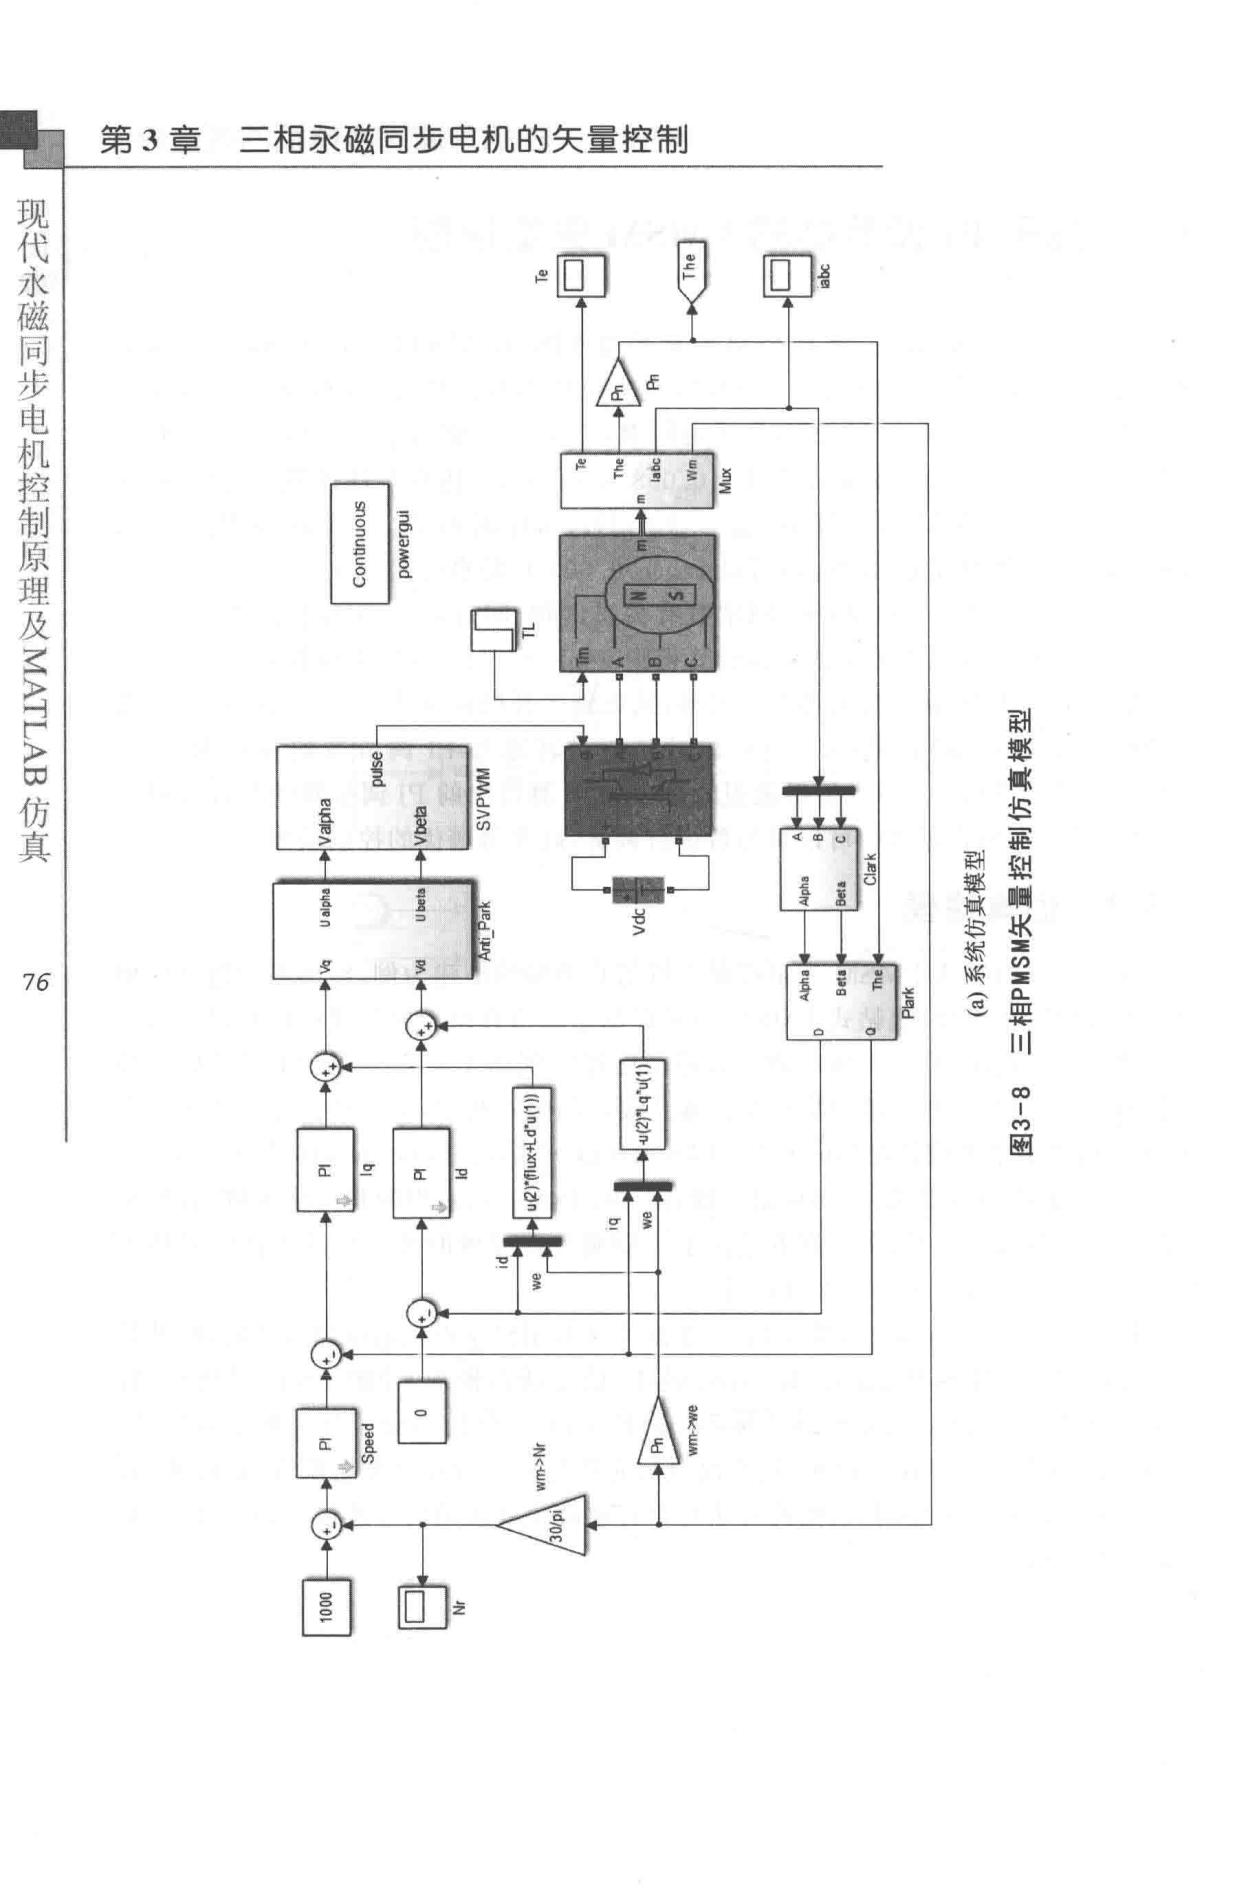 第 3 章 三相永磁同步电机的矢量控制
现代永磁同步电机控制原理及MATLAB 仿真
76
1000
Nr
PI
Speed
30/pi
wm->Nr
0
Pn
wm->we
PI
Iq
PI
Id
id
we
u(2)*(flux+Ld*u(1))
iq
we
-u(2)*Lq*u(1)
Vq
Vd
U alpha
U beta
Anti_Park
Valpha
Vbeta
pulse
SVPWM
Continuous
powergui
TL
Vdc
g
A
B
C
Tm
A
B
C
N
S
m
m
Te
The
Iabc
Wm
Mux
Te
Pn
Pn
The
iabc
A
B
C
Alpha
Beta
Clark
Alpha
Beta
The
D
Q
Plark
(a) 系统仿真模型
图3-8 三相PMSM矢量控制仿真模型